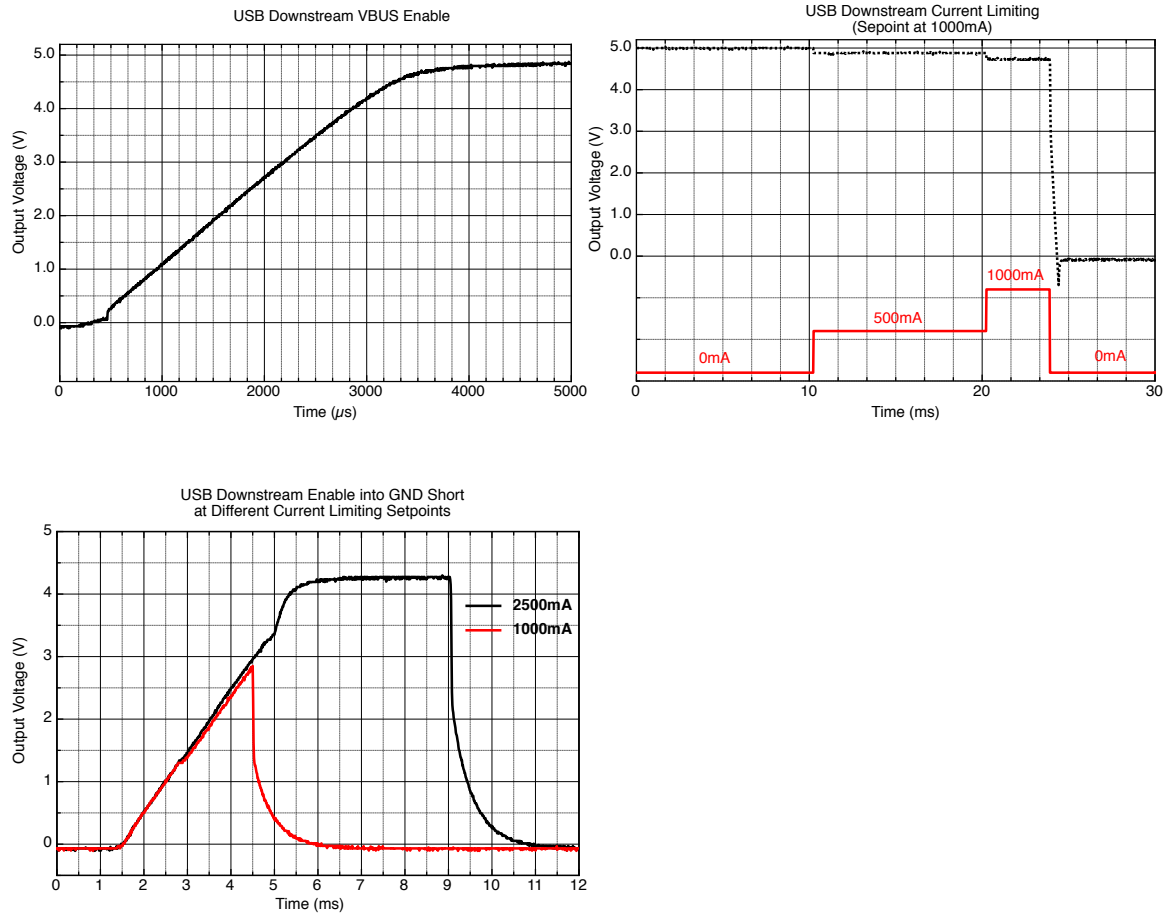 USB Downstream VBUS Enable
Output Voltage (V)
5.0
4.0
3.0
2.0
1.0
0.0
0
1000
2000
3000
4000
5000
Time (µs)
USB Downstream Current Limiting
(Sepoint at 1000mA)
Output Voltage (V)
5.0
4.0
3.0
2.0
1.0
0.0
0mA
500mA
1000mA
0mA
0
10
20
30
Time (ms)
USB Downstream Enable into GND Short
at Different Current Limiting Setpoints
Output Voltage (V)
5
4
3
2
1
0
2500mA
1000mA
0
1
2
3
4
5
6
7
8
9
10
11
12
Time (ms)